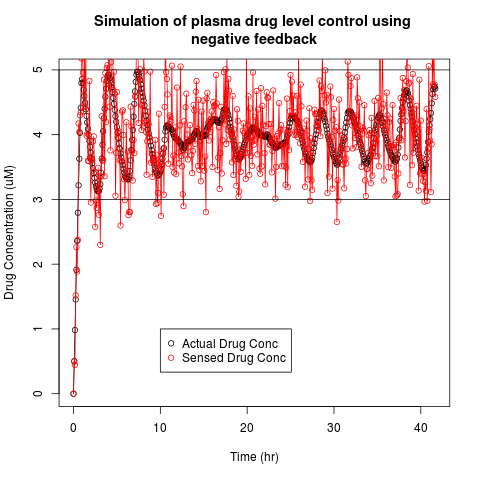 Simulation of plasma drug level control using
negative feedback
Drug Concentration (uM)
5
4
3
2
1
0
Actual Drug Conc
Sensed Drug Conc
0
10
20
30
40
Time (hr)